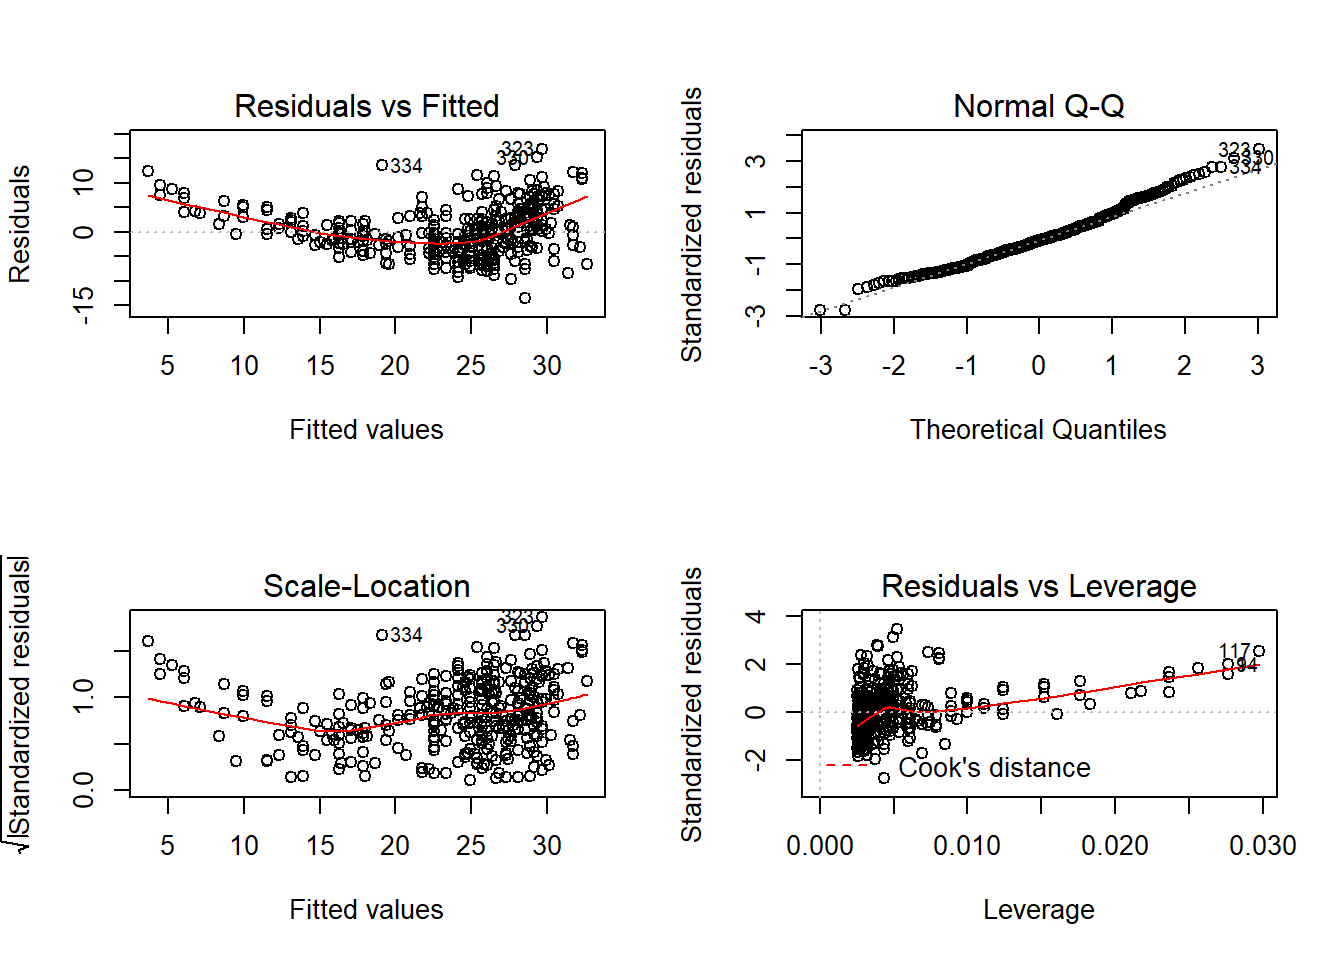 Residuals vs Fitted
Residuals
10
0
-15
323
330
334
5 10 15 20 25 30
Fitted values
Normal Q-Q
Standardized residuals
3
1
-1
-3
323
330
334
-3 -2 -1 0 1 2 3
Theoretical Quantiles
Scale-Location
√|Standardized residuals|
1.0
0.0
323
330
334
5 10 15 20 25 30
Fitted values
Residuals vs Leverage
Standardized residuals
4
2
0
-2
117
94
Cook's distance
0.000 0.010 0.020 0.030
Leverage